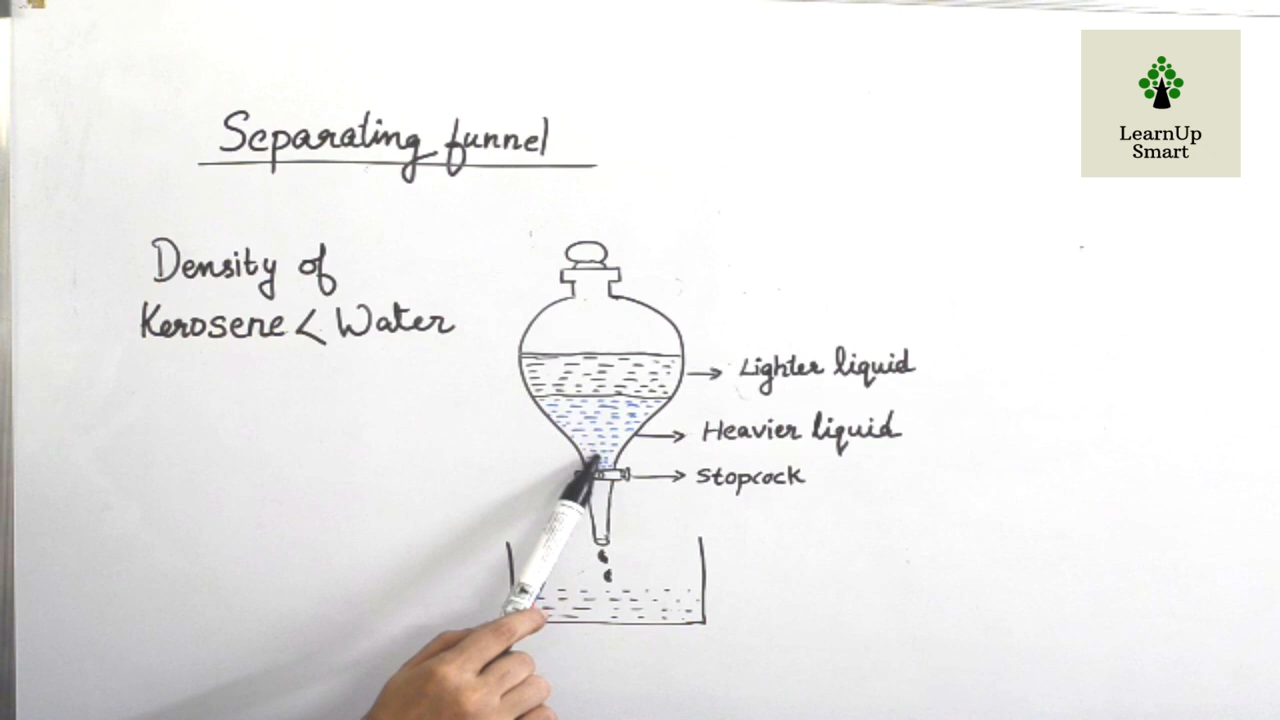 Separating funnel
LearnUp
Smart
Density of
Kerosene < Water
Lighter liquid
Heavier liquid
Stopcock